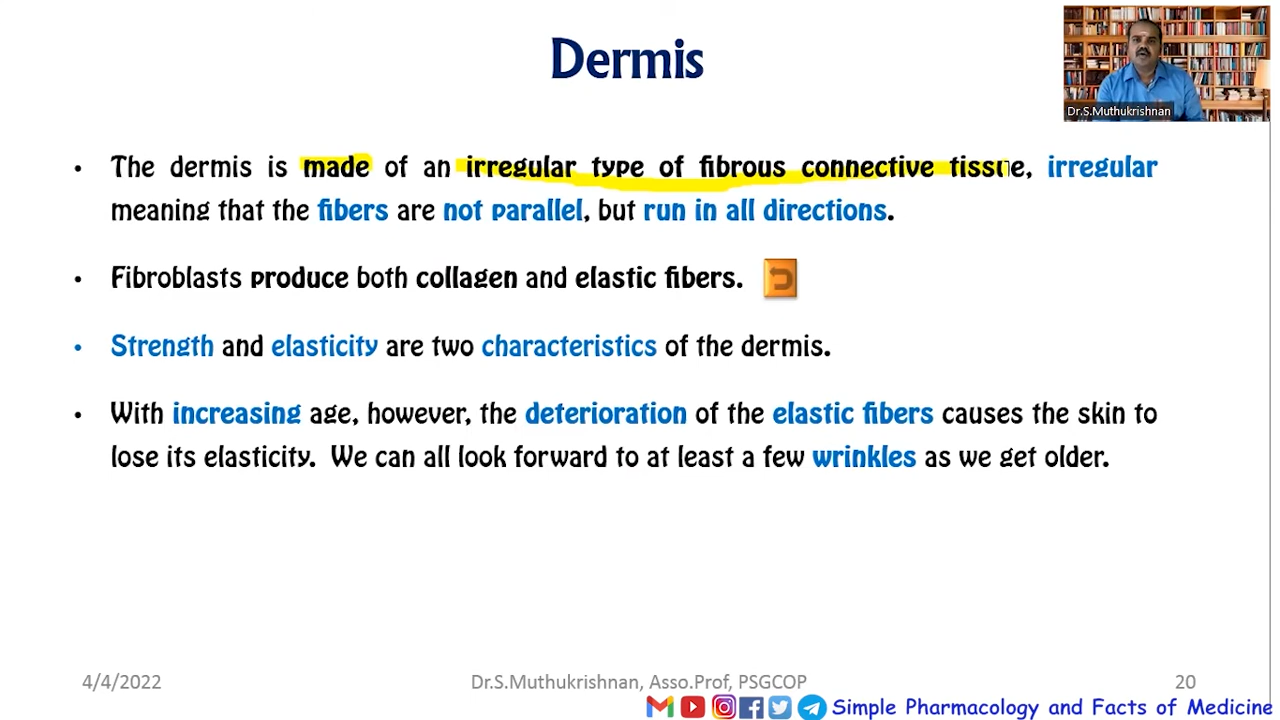 Dermis
Dr.S.Muthukrishnan
• The dermis is made of an irregular type of fibrous connective tissue, irregular
meaning that the fibers are not parallel, but run in all directions.
• Fibroblasts produce both collagen and elastic fibers.
• Strength and elasticity are two characteristics of the dermis.
• With increasing age, however, the deterioration of the elastic fibers causes the skin to
lose its elasticity. We can all look forward to at least a few wrinkles as we get older.
4/4/2022
Dr.S.Muthukrishnan, Asso.Prof, PSGCOP
20
Simple Pharmacology and Facts of Medicine